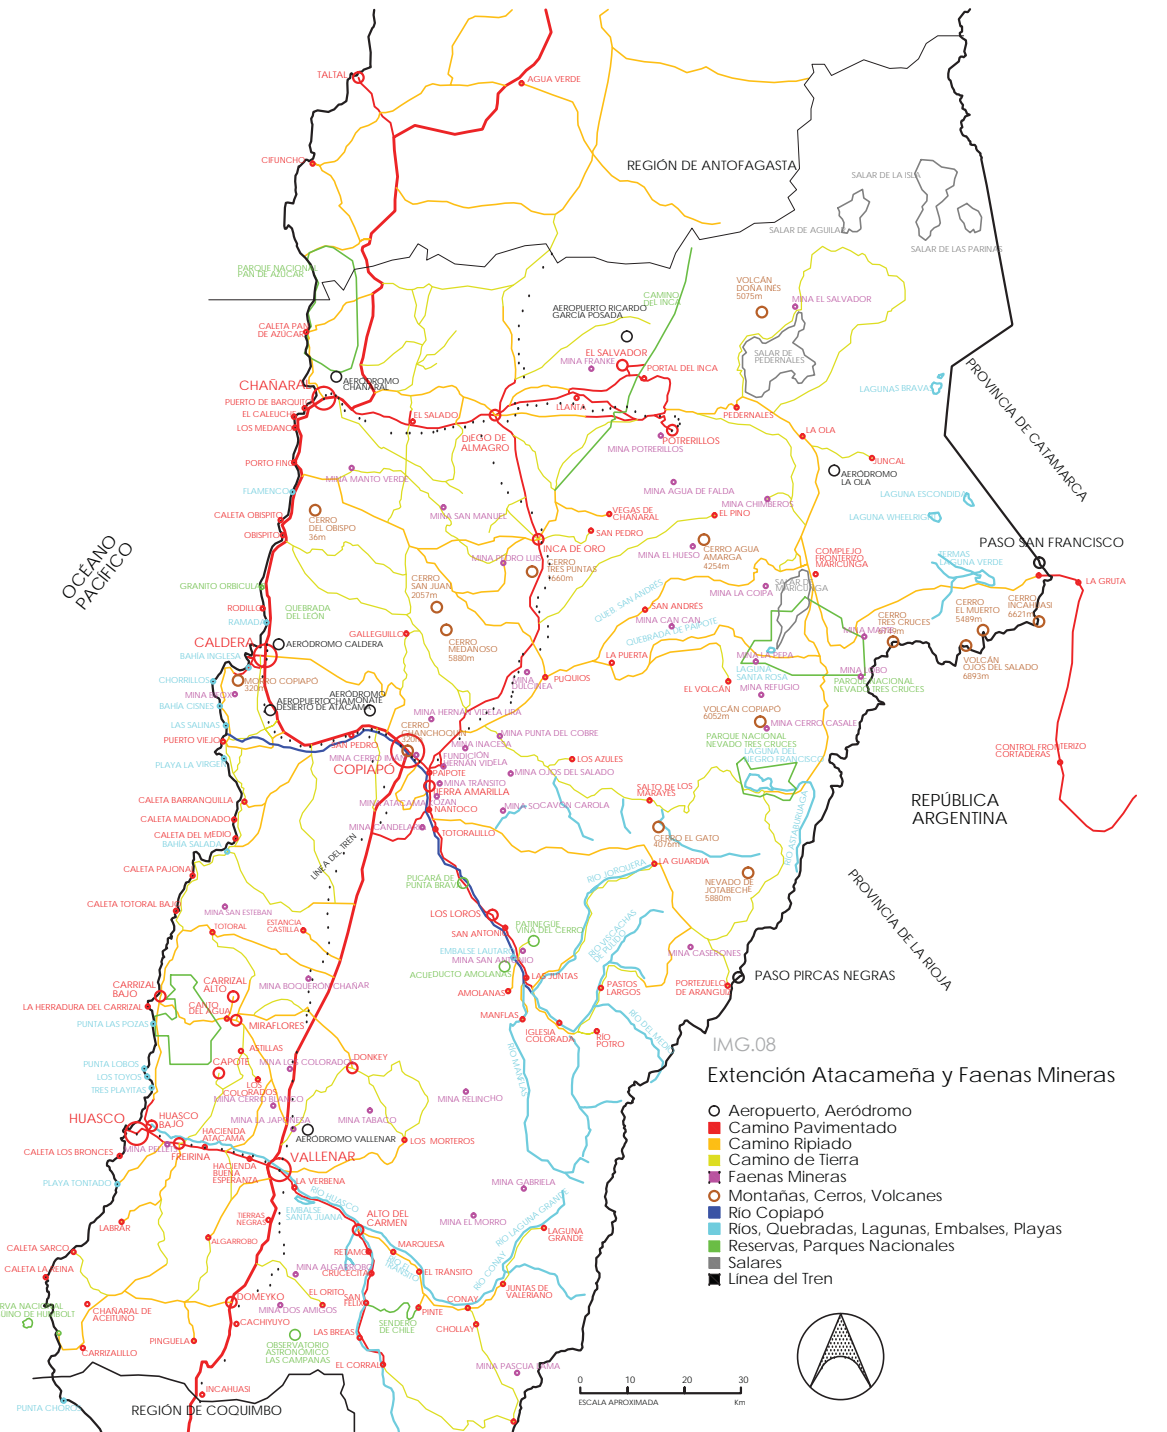 TALTAL
AGUA VERDE
CIFUNCHO
REGIÓN DE ANTOFAGASTA
SALAR DE LA ISLA
SALAR DE AGUILAR
SALAR DE LAS PARINAS
PARQUE NACIONAL
PAN DE AZUCAR
CAMINO
DEL INCA
VOLCÁN
DOÑA INÉS
5075m
MINA EL SALVADOR
AEROPUERTO RICARDO
GARCÍA POSADA
CALETA PAN
DE AZÚCAR
EL SALVADOR
MINA FRANKE
PORTAL DEL INCA
SALAR DE
PEDERNALES
PROVINCIA DE CATAMARCA
CHAÑARAL
AERÓDROMO
CHAÑARAL
LAGUNAS BRAVAS
PUERTO DE BARQUITO
EL CALEUCHE
LOS MEDANOS
EL SALADO
LLANTA
PEDERNALES
DIEGO DE
ALMAGRO
POTRERILLOS
MINA POTRERILLOS
LA OLA
JUNCAL
PORTO FINO
MINA MANTO VERDE
AERÓDROMO
LA OLA
FLAMENCO
MINA AGUA DE FALDA
MINA CHIMBEROS
LAGUNA ESCONDIDA
CALETA OBISPITO
CERRO
DEL OBISPO
36m
MINA SAN MANUEL
VEGAS DE
CHAÑARAL
EL PINO
LAGUNA WHEELRIGHT
OBISPITO
SAN PEDRO
OCÉANO
PACÍFICO
INCA DE ORO
MINA EL HUESO
CERRO AGUA
AMARGA
4254m
COMPLEJO
FRONTERIZO
MARICUNGA
TERMAS
LAGUNA VERDE
PASO SAN FRANCISCO
MINA PEDRO LUIS
CERRO
TRES PUNTAS
1660m
GRANITO ORBICULAR
CERRO
SAN JUAN
2057m
MINA LA COIPA
SALAR DE
MARICUNGA
LA GRUTA
RODILLO
QUEBRADA
DEL LEÓN
QUEB. SAN ANDRÉS
SAN ANDRÉS
CERRO
EL MUERTO
5489m
CERRO
INCAHUASI
6621m
RAMADA
GALLEGUILLO
MINA CAN CAN
QUEBRADA DE PAIPOTE
CERRO
TRES CRUCES
6749m
MINA MARTE
CALDERA
AERÓDROMO CALDERA
CERRO
MEDANOSO
5880m
BAHÍA INGLESA
LA PUERTA
MINA LA PEPA
LAGUNA
SANTA ROSA
MINA LOBO
PARQUE NACIONAL
NEVADO TRES CRUCES
VOLCÁN
OJOS DEL SALADO
6893m
CHORRILLOS
MORRO COPIAPÓ
320m
MINA
DULCINEA
PUQUIOS
EL VOLCÁN
MINA REFUGIO
BAHÍA CISNES
AEROPUERTO
DESIERTO DE ATACAMA
AERÓDROMO
CHAMONATE
MINA HERNÁN VIDELA LIRA
VOLCÁN COPIAPÓ
6052m
MINA CERRO CASALE
LAS SALINAS
PUERTO VIEJO
SAN PEDRO
CERRO
CHANCHOQUÍN
320m
MINA PUNTA DEL COBRE
MINA INACESA
PARQUE NACIONAL
NEVADO TRES CRUCES
LAGUNA DEL
NEGRO FRANCISCO
CONTROL FRONTERIZO
CORTADERAS
PLAYA LA VIRGEN
MINA CERRO IMÁN
COPIAPÓ
FUNDICIÓN
HERNÁN VIDELA
LOS AZULES
PAIPOTE
MINA OJOS DEL SALADO
MINA TRÁNSITO
TIERRA AMARILLA
SALTO DE LOS
MARAYES
REPÚBLICA
ARGENTINA
CALETA BARRANQUILLA
MINA ATACAMA KOZAN
NANTOCO
MINA SOCAVÓN CAROLA
RÍO ASTABURUAGA
CALETA MALDONADO
MINA CANDELARIA
TOTORALILLO
CERRO EL GATO
4076m
CALETA DEL MEDIO
BAHÍA SALADA
LÍNEA DEL TREN
CALETA PAJONAL
PUCARÁ DE
PUNTA BRAVA
RÍO JORQUERA
LA GUARDIA
NEVADO DE
JOTABECHE
5880m
PROVINCIA DE LA RIOJA
CALETA TOTORAL BAJO
MINA SAN ESTEBAN
LOS LOROS
TOTORAL
ESTANCIA
CASTILLA
SAN ANTONIO
VIÑA DEL CERRO
RÍO VISCACHAS
DE PULIDO
EMBALSE LAUTARO
MINA SAN ANTONIO
MINA CASERONES
ACUEDUCTO AMOLANAS
LAS JUNTAS
PASO PIRCAS NEGRAS
CARRIZAL
BAJO
CARRIZAL
ALTO
MINA BOQUERÓN CHAÑAR
AMOLANAS
PASTOS
LARGOS
PORTEZUELO
DE ARANGUIZ
LA HERRADURA DEL CARRIZAL
CANTO
DEL AGUA
MANFLAS
PUNTA LAS POZAS
MIRAFLORES
IGLESIA
COLORADA
RÍO
POTRO
RÍO DEL MEDIO
IMG.08
ASTILLAS
RÍO MANFLAS
PUNTA LOBOS
CAPOTE
MINA LOS COLORADOS
DONKEY
Extención Atacameña y Faenas Mineras
LOS TOYOS
TRES PLAYITAS
LOS
COLORADOS
MINA CERRO BLANCO
MINA RELINCHO
HUASCO
HUASCO
BAJO
MINA LA JAPONESA
MINA TABACO
HACIENDA
ATACAMA
AERÓDROMO VALLENAR
LOS MORTEROS
CALETA LOS BRONCES
MINA PELLETS
FREIRINA
VALLENAR
HACIENDA
BUENA
ESPERANZA
PLAYA TONTADO
LA VERBENA
RÍO HUASCO
EMBALSE
SANTA JUANA
MINA GABRIELA
LABRAR
TIERRAS
NEGRAS
ALTO DEL
CARMEN
MINA EL MORRO
RÍO LAGUNA GRANDE
LAGUNA
GRANDE
CALETA SARCO
ALGARROBO
RETAMO
MARQUESA
CALETA LA REINA
MINA ALGARROBO
CRUCECITA
RÍO EL
TRÁNSITO
EL TRÁNSITO
RÍO CONAY
JUNTAS DE
VALERIANO
EL ORITO
DOMEYKO
MINA DOS AMIGOS
SAN
FÉLIX
PINTE
CONAY
CHAÑARAL DE
ACEITUNO
CACHIYUYO
SENDERO
DE CHILE
CHOLLAY
PINGUELA
LAS BREAS
CARRIZALILLO
OBSERVATORIO
ASTRONÓMICO
LAS CAMPANAS
EL CORRAL
MINA PASCUA LAMA
INCAHUASI
PUNTA CHOROS
REGIÓN DE COQUIMBO
Aeropuerto, Aeródromo
Camino Pavimentado
Camino Ripiado
Camino de Tierra
Faenas Mineras
Montañas, Cerros, Volcanes
Río Copiapó
Ríos, Quebradas, Lagunas, Embalses, Playas
Reservas, Parques Nacionales
Salares
Línea del Tren
0 10 20 30
ESCALA APROXIMADA Km